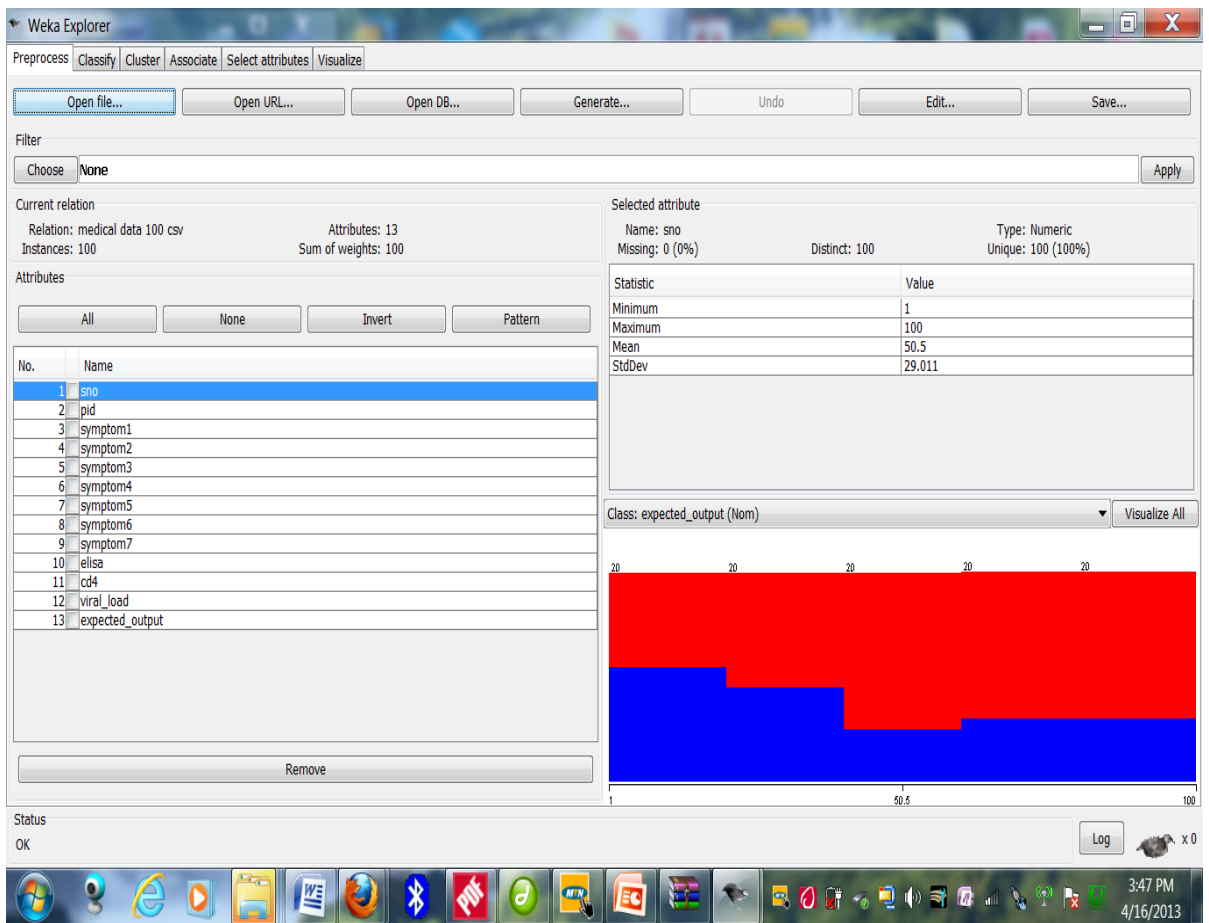 Weka Explorer
Preprocess Classify Cluster Associate Select attributes Visualize
Open file... Open URL... Open DB... Generate... Undo Edit... Save...
Filter
Choose None Apply
Current relation
Relation: medical data 100 csv Attributes: 13
Instances: 100 Sum of weights: 100
Selected attribute
Name: sno Type: Numeric
Missing: 0 (0%) Distinct: 100 Unique: 100 (100%)
Statistic Value
Minimum 1
Maximum 100
Mean 50.5
StdDev 29.011
Attributes
All None Invert Pattern
No. Name
1 sno
2 pid
3 symptom1
4 symptom2
5 symptom3
6 symptom4
7 symptom5
8 symptom6
9 symptom7
10 elisa
11 cd4
12 viral_load
13 expected_output
Remove
Class: expected_output (Nom) Visualize All
20 20 20 20 20
1 50.5 100
Status
OK
Log x 0
MTN
3:47 PM
4/16/2013